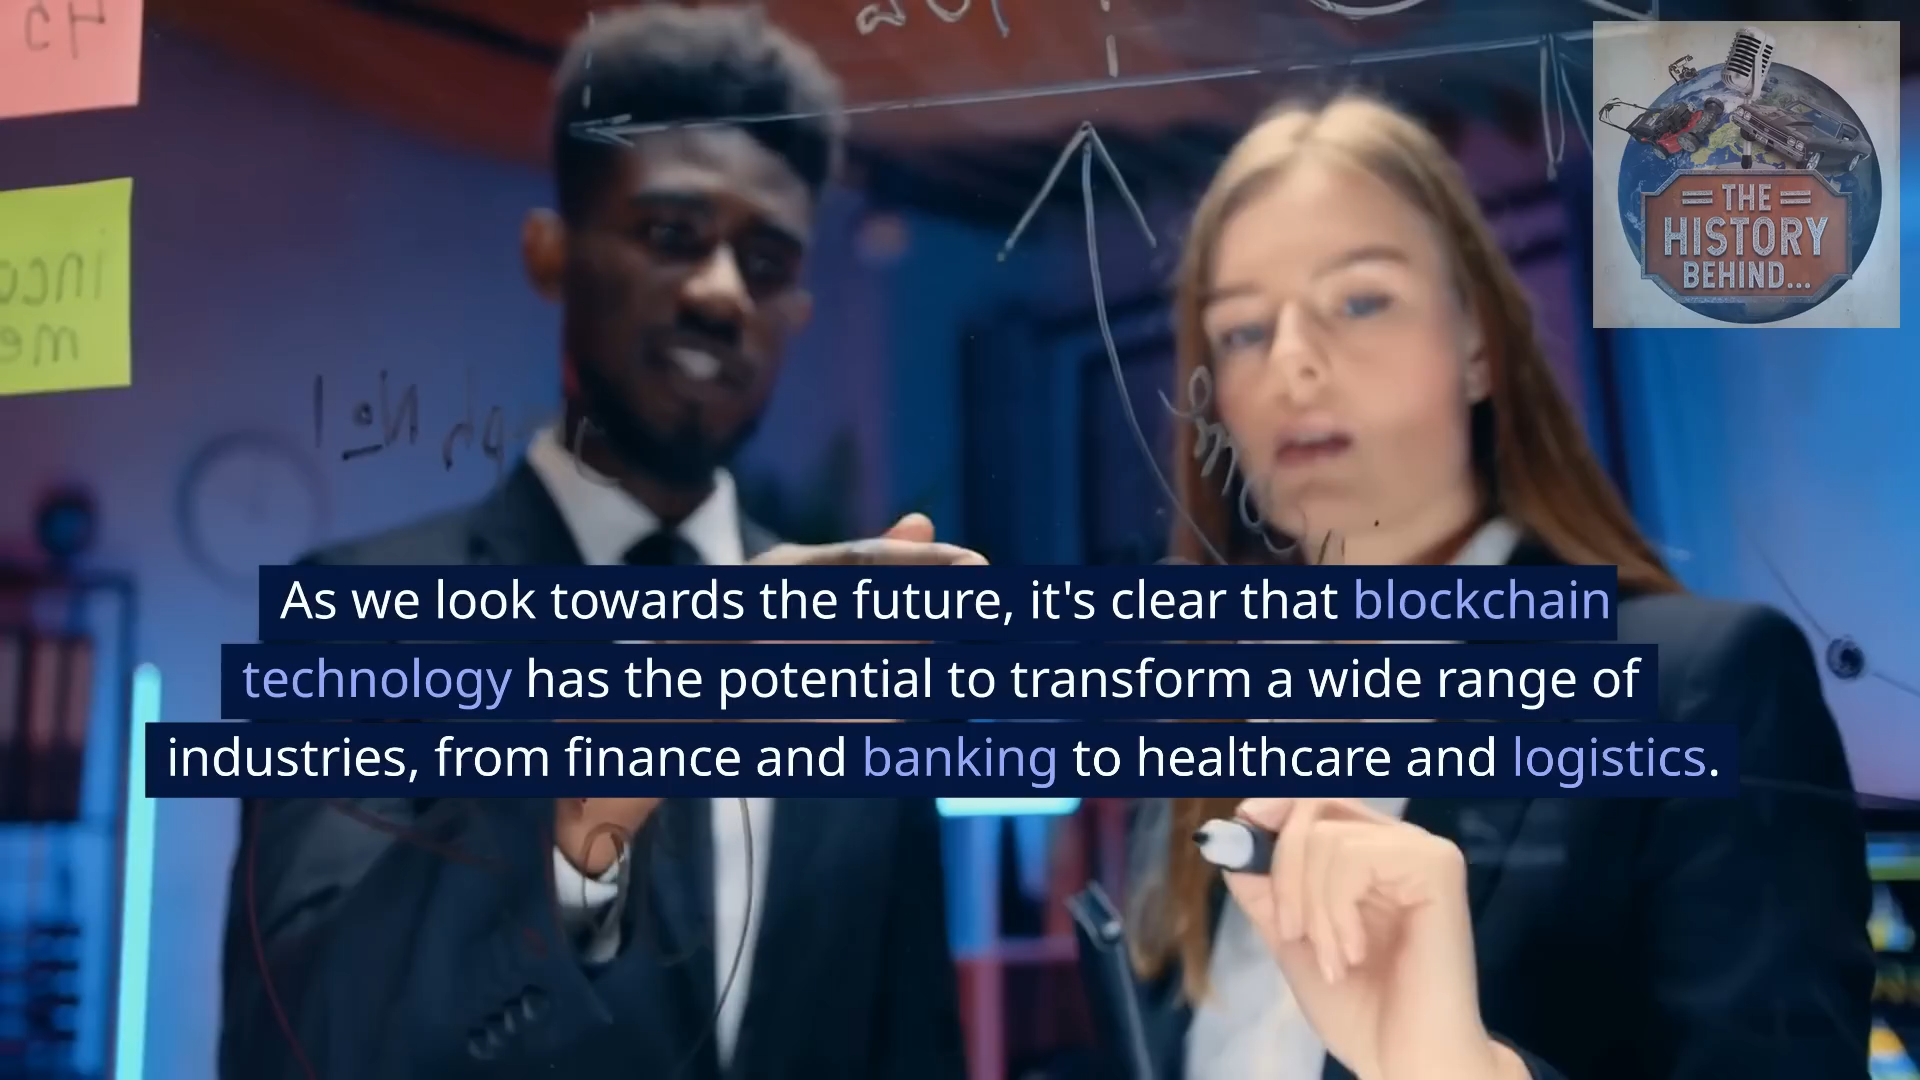 THE
HISTORY
BEHIND...
As we look towards the future, it's clear that blockchain
technology has the potential to transform a wide range of
industries, from finance and banking to healthcare and logistics.